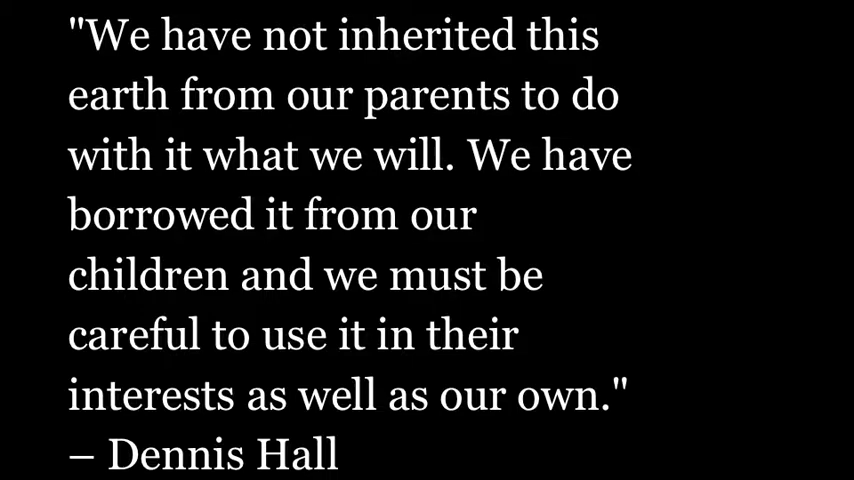 "We have not inherited this
earth from our parents to do
with it what we will. We have
borrowed it from our
children and we must be
careful to use it in their
interests as well as our own."
– Dennis Hall